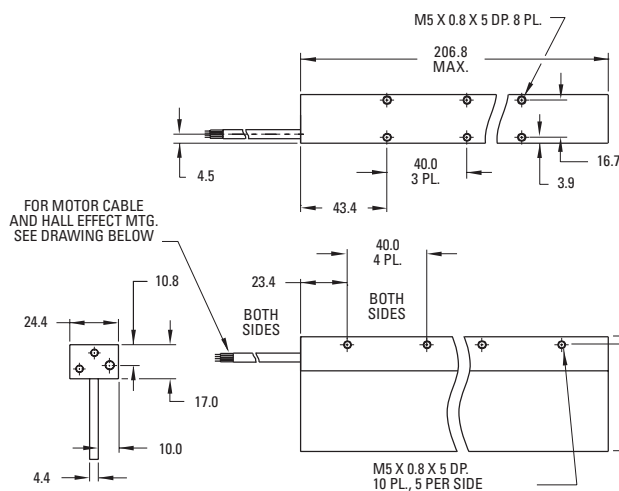 M5 X 0.8 X 5 DP. 8 PL.
206.8
MAX.
4.5
40.0
3 PL.
16.7
3.9
43.4
FOR MOTOR CABLE
AND HALL EFFECT MTG.
SEE DRAWING BELOW
40.0
4 PL.
23.4
10.8
24.4
BOTH
SIDES
BOTH
SIDES
17.0
10.0
4.4
M5 X 0.8 X 5 DP.
10 PL., 5 PER SIDE